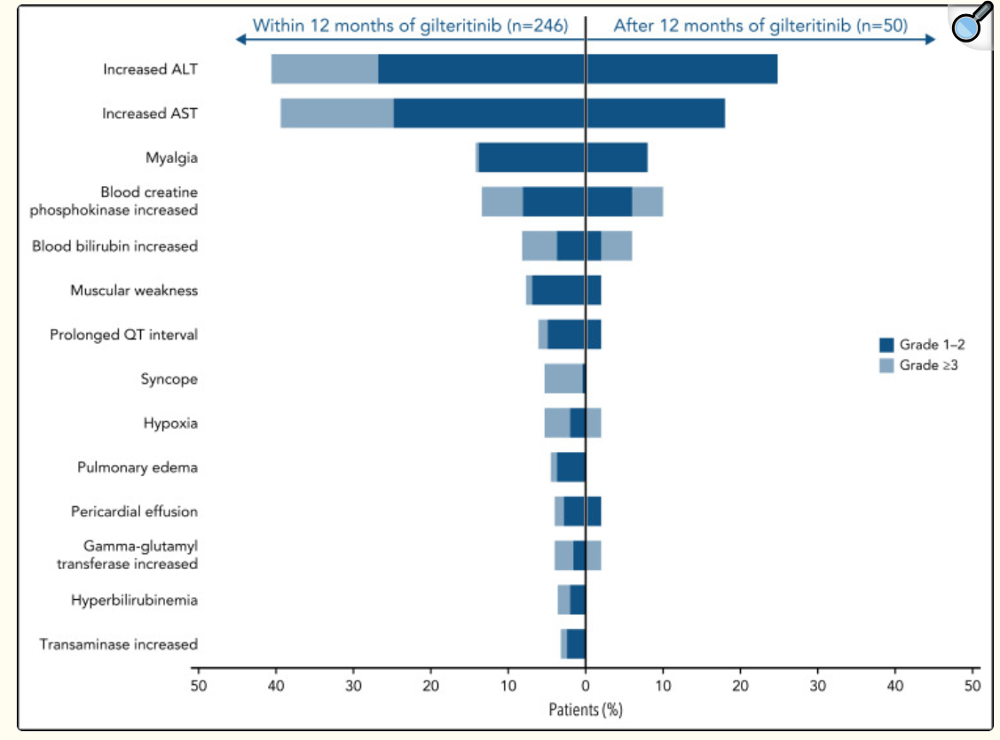 Within 12 months of gilteritinib (n=246)
After 12 months of gilteritinib (n=50)
Increased ALT
Increased AST
Myalgia
Blood creatine
phosphokinase increased
Blood bilirubin increased
Muscular weakness
Prolonged QT interval
Grade 1–2
Grade ≥3
Syncope
Hypoxia
Pulmonary edema
Pericardial effusion
Gamma-glutamyl
transferase increased
Hyperbilirubinemia
Transaminase increased
50 40 30 20 10 0 10 20 30 40 50
Patients (%)